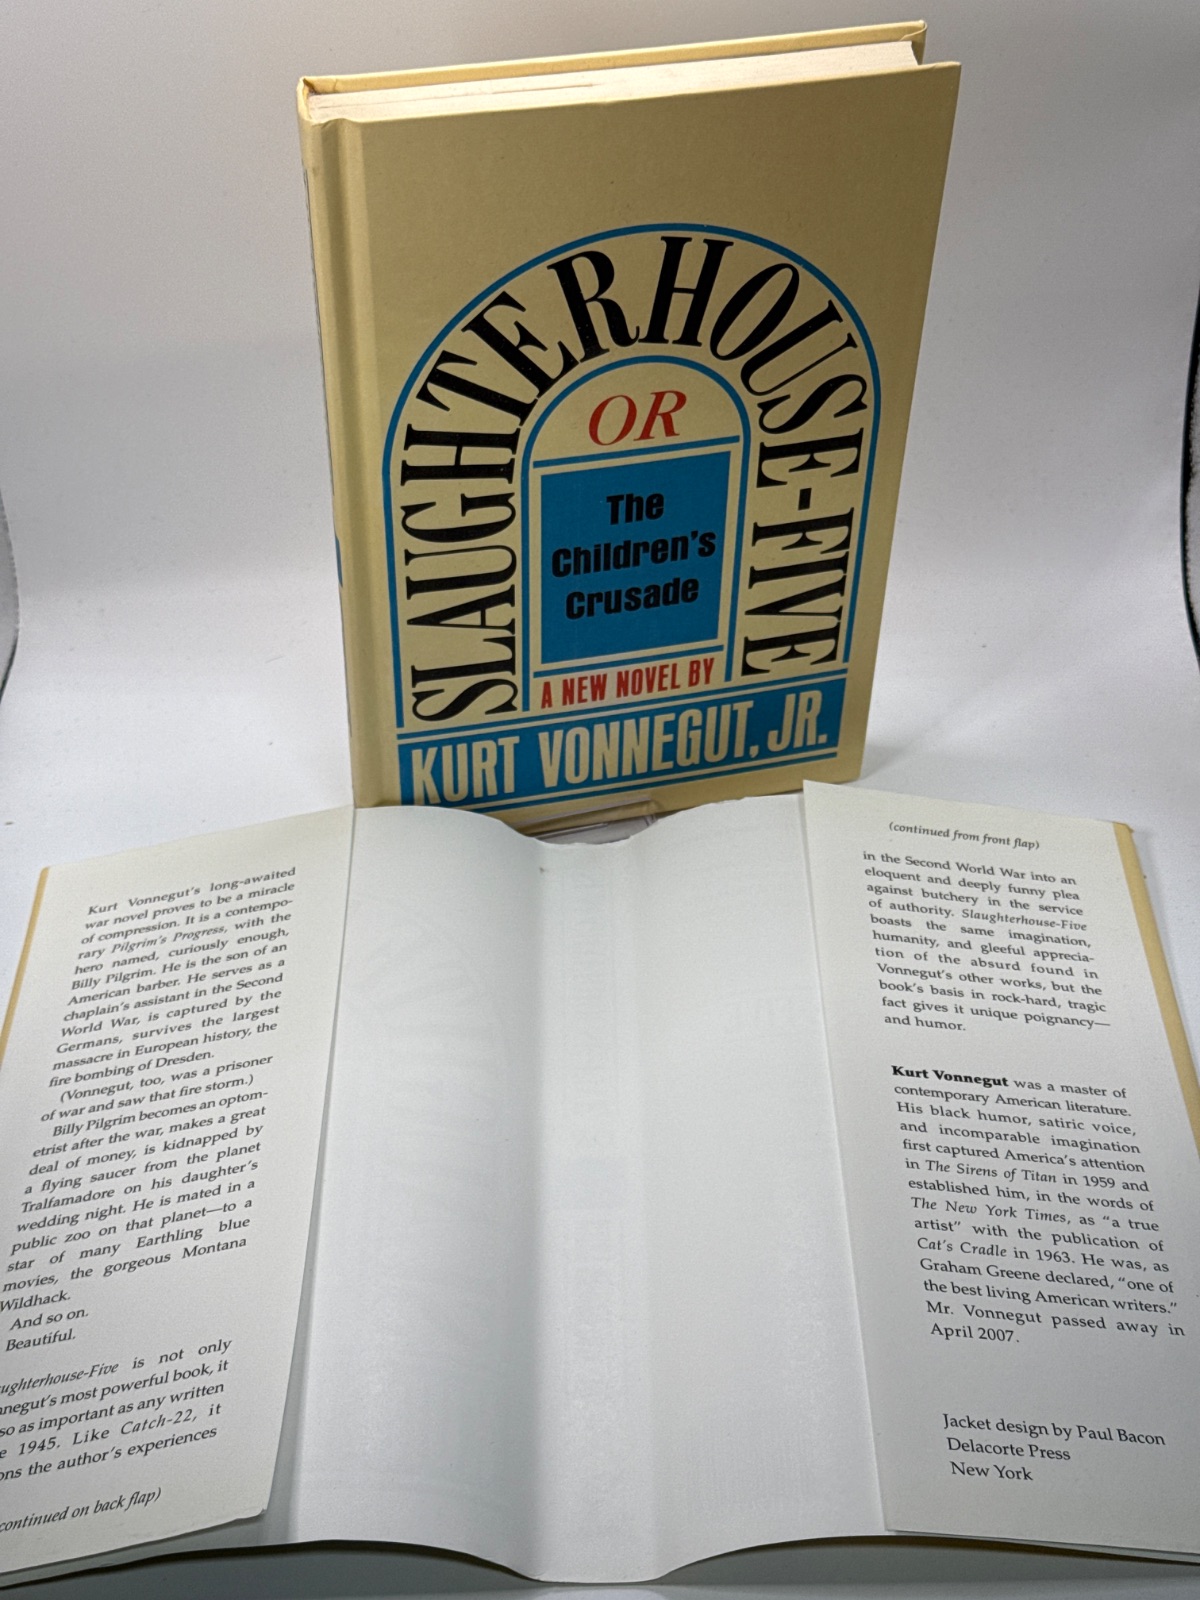 SLAUGHTERHOUSE-FIVE
OR
The
Children's
Crusade
A NEW NOVEL BY
KURT VONNEGUT, JR.
Kurt Vonnegut's long-awaited
war novel proves to be a miracle
of compression. It is a contempo-
rary Pilgrim's Progress, with the
hero named, curiously enough,
Billy Pilgrim. He is the son of an
American barber. He serves as a
chaplain's assistant in the Second
World War, is captured by the
Germans, survives the largest
massacre in European history, the
fire bombing of Dresden.
(Vonnegut, too, was a prisoner
of war and saw that fire storm.)
Billy Pilgrim becomes an optom-
etrist after the war, makes a great
deal of money, is kidnapped by
a flying saucer from the planet
Tralfamadore on his daughter's
wedding night. He is mated in a
public zoo on that planet—to a
star of many Earthling blue
movies, the gorgeous Montana
Wildhack.
And so on.
Beautiful.
is not only
most powerful book, it
as important as any written
1945. Like Catch-22, it
the author's experiences
continued on back flap)
(continued from front flap)
in the Second World War into an
eloquent and deeply funny plea
against butchery in the service
of authority. Slaughterhouse-Five
boasts the same imagination,
humanity, and gleeful apprecia-
tion of the absurd found in
Vonnegut's other works, but the
book's basis in rock-hard, tragic
fact gives it unique poignancy—
and humor.
Kurt Vonnegut was a master of
contemporary American literature.
His black humor, satiric voice,
and incomparable imagination
first captured America's attention
in The Sirens of Titan in 1959 and
established him, in the words of
The New York Times, as "a true
artist" with the publication of
Cat's Cradle in 1963. He was, as
Graham Greene declared, "one of
the best living American writers."
Mr. Vonnegut passed away in
April 2007.
Jacket design by Paul Bacon
Delacorte Press
New York